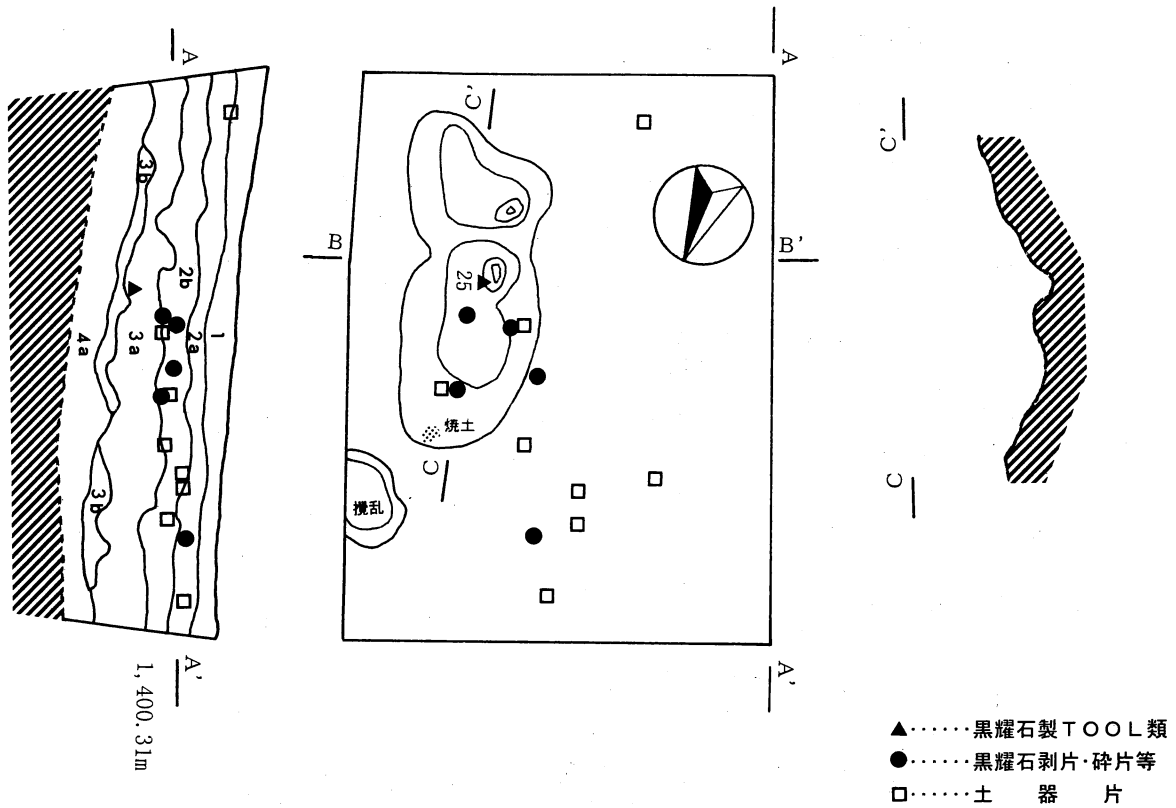 A
A
C'
C'
3b
B
B'
2b
25
1
2a
3a
4a
焼土
C
C
3b
攪乱
A'
A'
1,400.31m
▲······黒耀石製TOOL類
●······黒耀石剥片·砕片等
□······土器片